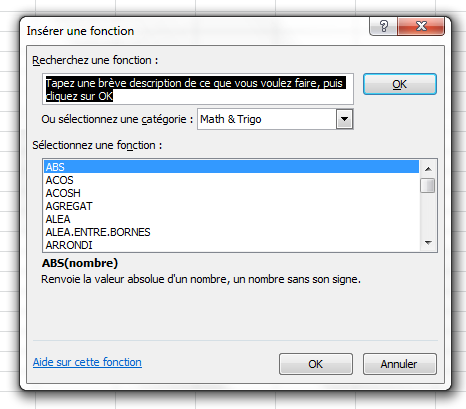 Insérer une fonction
?
Recherchez une fonction :
Tapez une brève description de ce que vous voulez faire, puis
cliquez sur OK
OK
Ou sélectionnez une catégorie : Math & Trigo
Sélectionnez une fonction :
ABS
ACOS
ACOSH
AGREGAT
ALEA
ALEA.ENTRE.BORNES
ARRONDI
ABS(nombre)
Renvoie la valeur absolue d'un nombre, un nombre sans son signe.
Aide sur cette fonction
OK Annuler